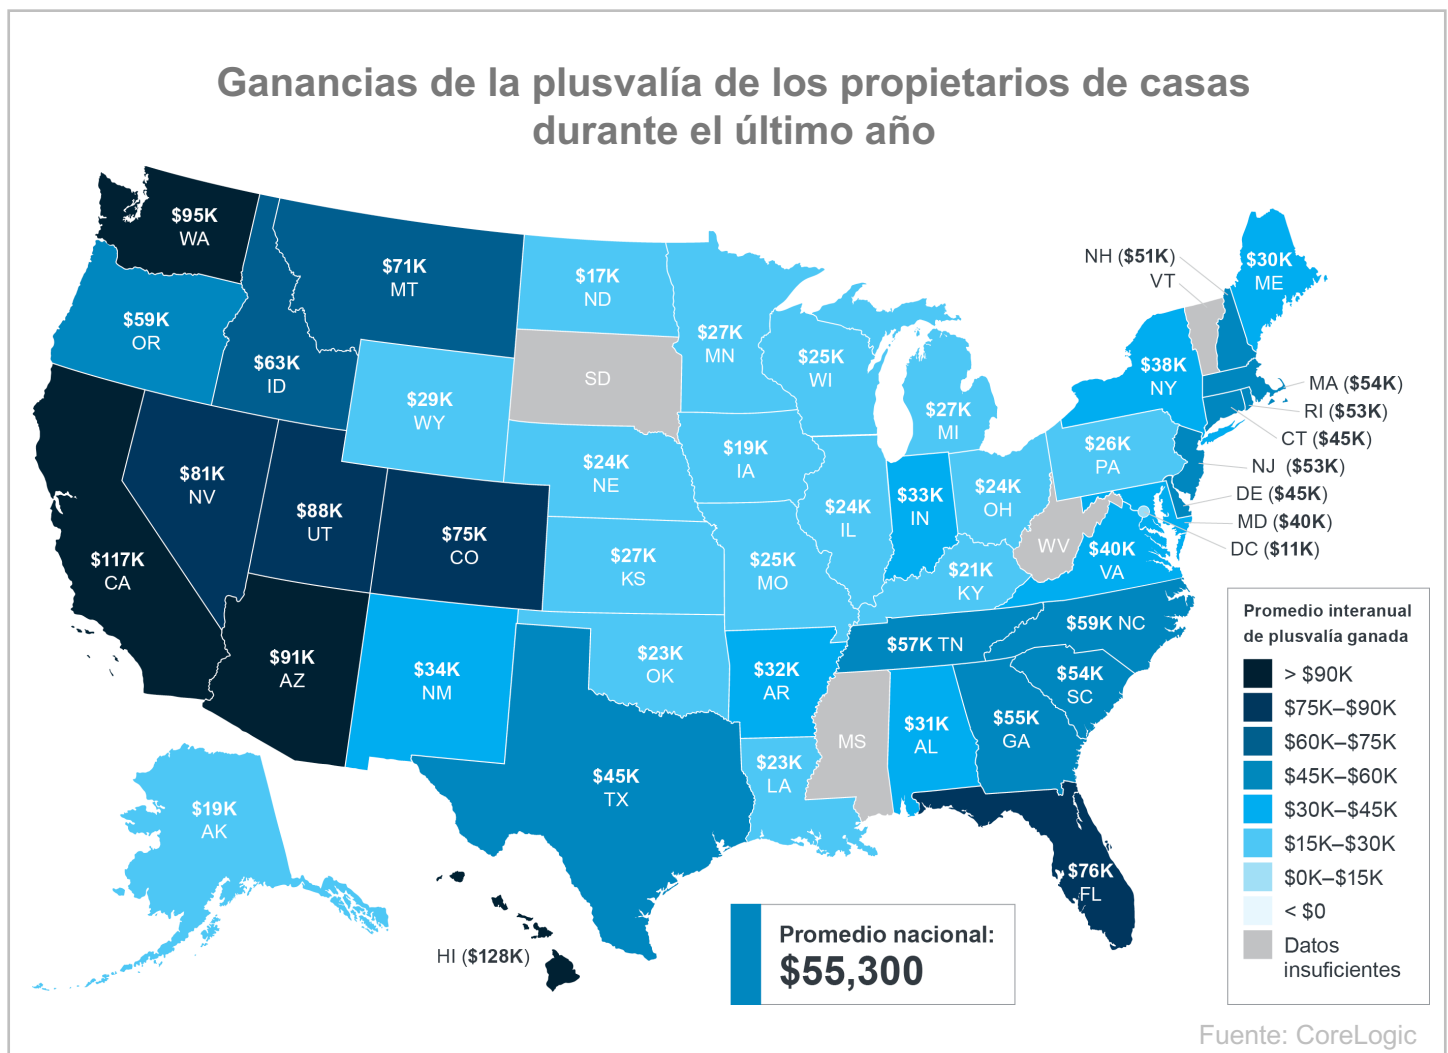 Ganancias de la plusvalía de los propietarios de casas
durante el último año
$95K
WA
$71K
MT
$17K
ND
$59K
OR
$63K
ID
$27K
MN
$25K
WI
SD
$29K
WY
$27K
MI
NH ($51K)
VT
$30K
ME
$38K
NY
MA ($54K)
RI ($53K)
CT ($45K)
NJ ($53K)
DE ($45K)
MD ($40K)
DC ($11K)
$26K
PA
$81K
NV
$88K
UT
$75K
CO
$24K
NE
$19K
IA
$24K
IL
$33K
IN
$24K
OH
WV
$40K
VA
$117K
CA
$27K
KS
$25K
MO
$21K
KY
$59K NC
$57K TN
$91K
AZ
$34K
NM
$23K
OK
$32K
AR
$54K
SC
MS
$31K
AL
$55K
GA
$45K
TX
$23K
LA
$76K
FL
$19K
AK
HI ($128K)
Promedio nacional:
$55,300
Promedio interanual
de plusvalía ganada
> $90K
$75K–$90K
$60K–$75K
$45K–$60K
$30K–$45K
$15K–$30K
$0K–$15K
< $0
Datos
insuficientes
Fuente: CoreLogic